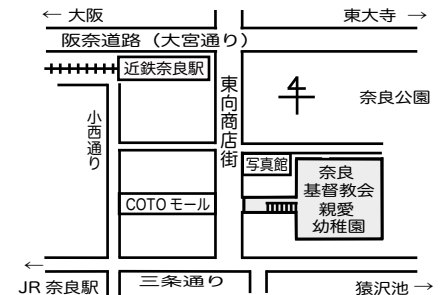 ← 大阪
東大寺 →
阪奈道路（大宮通り）
近鉄奈良駅
東向商店街
奈良公園
小西通り
写真館
奈良
基督教会
親愛
幼稚園
COTO モール
←
JR 奈良駅
三条通り
猿沢池 →